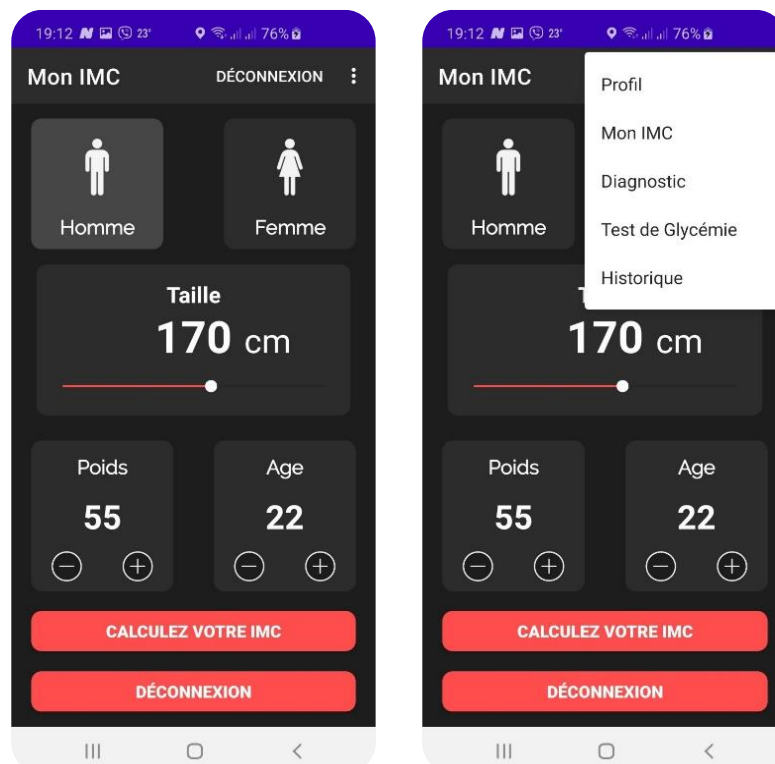 19:12 23° 76%
Mon IMC DÉCONNEXION
Homme Femme
Taille
170 cm
Poids Age
55 22
CALCULEZ VOTRE IMC
DÉCONNEXION
19:12 23° 76%
Mon IMC
Profil
Mon IMC
Diagnostic
Test de Glycémie
Historique
Homme
T
170 cm
Poids Age
55 22
CALCULEZ VOTRE IMC
DÉCONNEXION